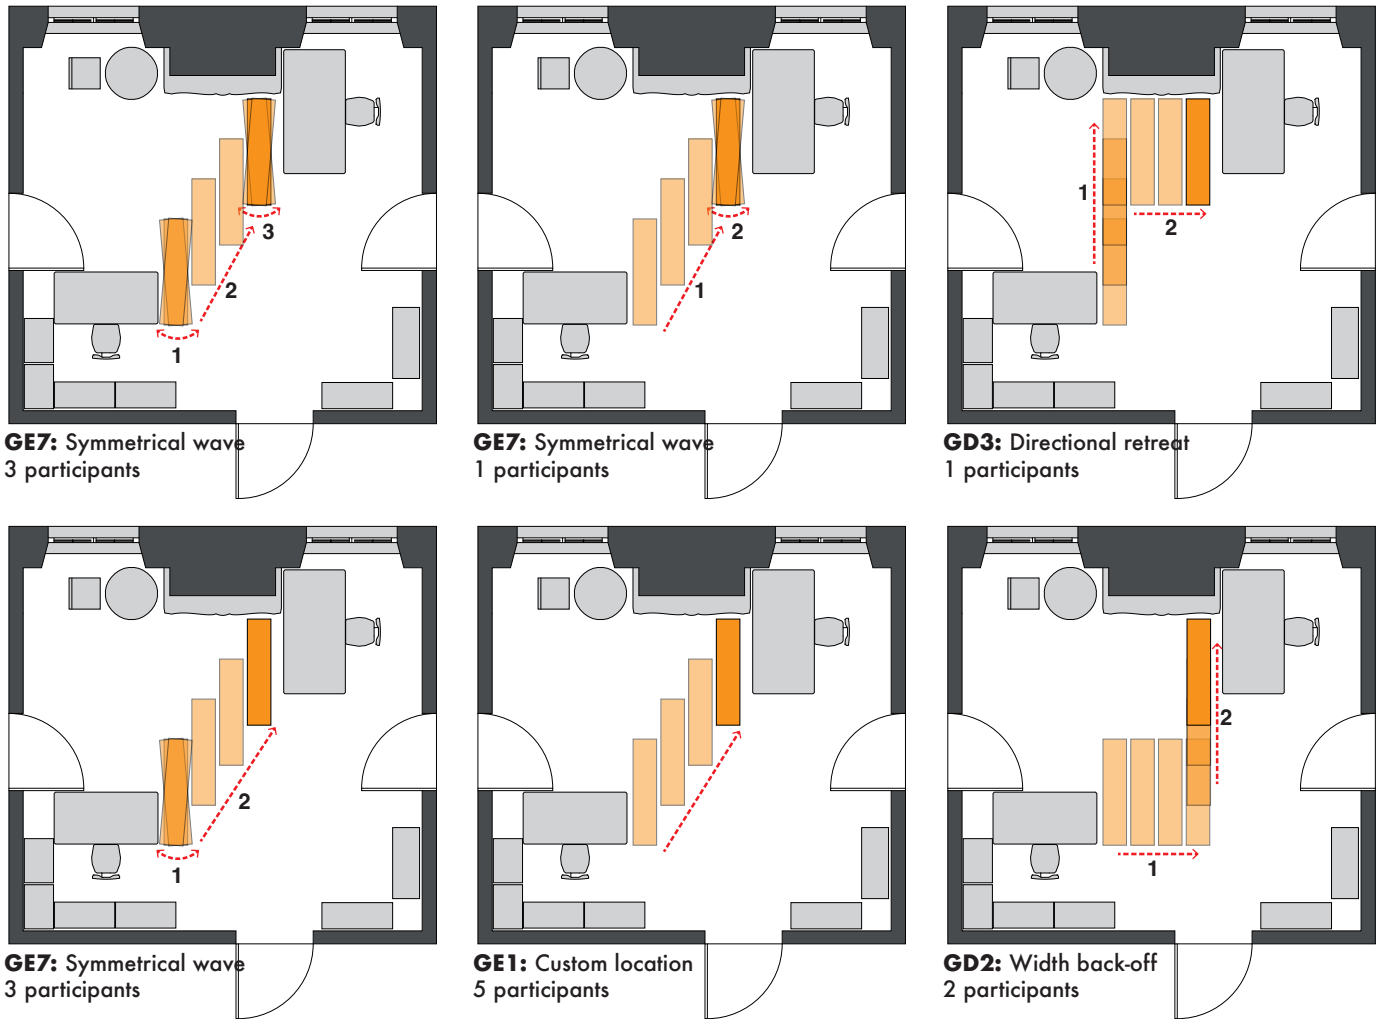 3
2
1
GE7: Symmetrical wave
3 participants
2
1
GE7: Symmetrical wave
1 participants
1
2
GD3: Directional retreat
1 participants
2
1
GE7: Symmetrical wave
3 participants
GE1: Custom location
5 participants
2
1
GD2: Width back-off
2 participants